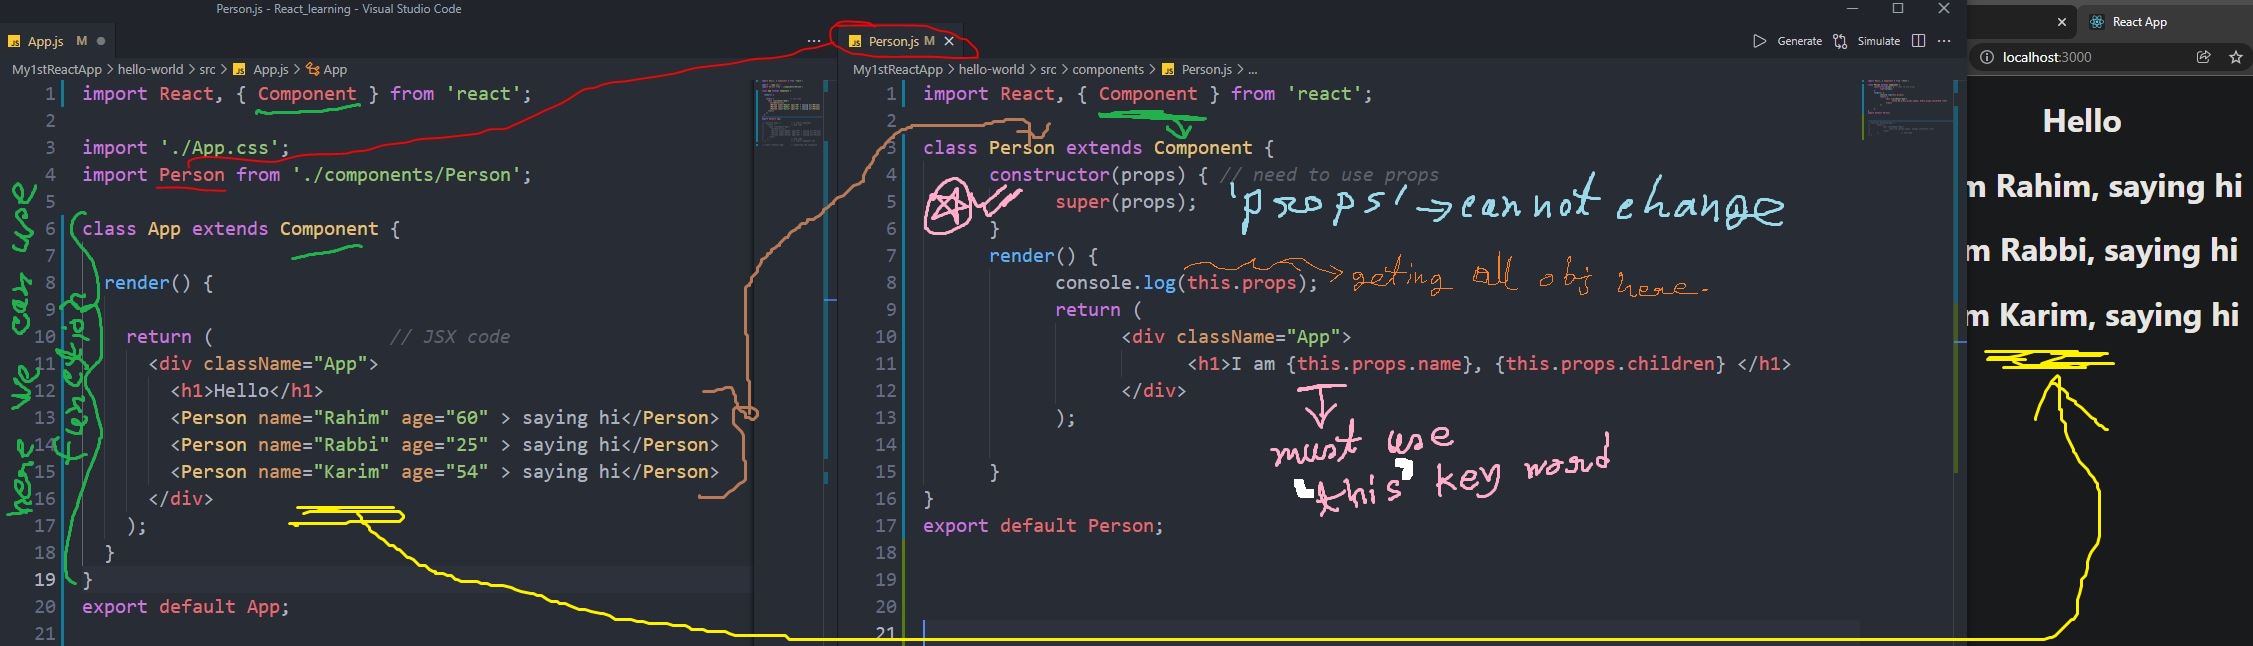 Person.js - React_learning - Visual Studio Code
App.js M
My1stReactApp > hello-world > src > App.js > App
1 import React, { Component } from 'react';
2
3 import './App.css';
4 import Person from './components/Person';
5
6 class App extends Component {
7
8 render() {
9
10 return ( // JSX code
11 <div className="App">
12 <h1>Hello</h1>
13 <Person name="Rahim" age="60" > saying hi</Person>
14 <Person name="Rabbi" age="25" > saying hi</Person>
15 <Person name="Karim" age="54" > saying hi</Person>
16 </div>
17 );
18 }
19 }
20 export default App;
21
here we can use
function
Person.js M
Generate Simulate
My1stReactApp > hello-world > src > components > Person.js > ...
1 import React, { Component } from 'react';
2
3 class Person extends Component {
4 constructor(props) { // need to use props
5 super(props);
6 }
7 render() {
8 console.log(this.props);
9 return (
10 <div className="App">
11 <h1>I am {this.props.name}, {this.props.children} </h1>
12 </div>
13 );
14
15 }
16 }
17 export default Person;
18
19
20
21
'props' → cannot change
geting all obj here.
must use
'this' key word
React App
localhost:3000
Hello
m Rahim, saying hi
m Rabbi, saying hi
m Karim, saying hi